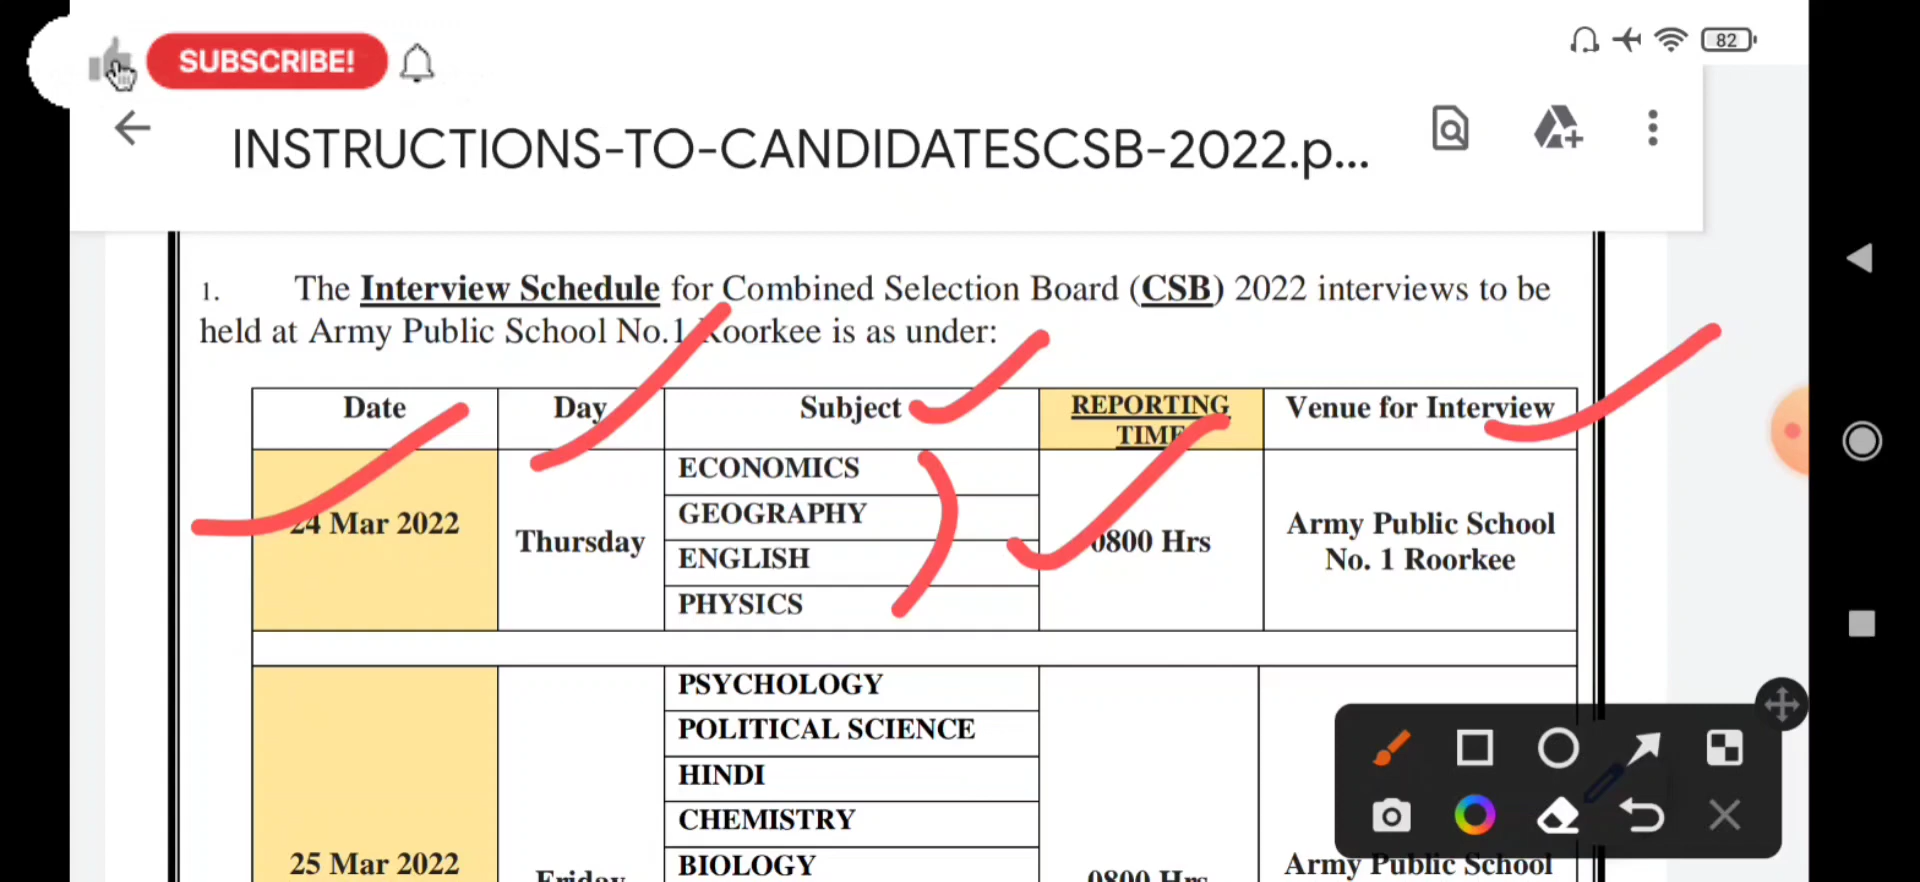 SUBSCRIBE!
82
INSTRUCTIONS-TO-CANDIDATESCSB-2022.p...
1. The Interview Schedule for Combined Selection Board (CSB) 2022 interviews to be
held at Army Public School No.1 Roorkee is as under:
Date Day Subject REPORTING TIME Venue for Interview
24 Mar 2022 Thursday ECONOMICS 0800 Hrs Army Public School No. 1 Roorkee
GEOGRAPHY
ENGLISH
PHYSICS
PSYCHOLOGY
POLITICAL SCIENCE
HINDI
CHEMISTRY
25 Mar 2022 Friday BIOLOGY 0800 Hrs Army Public School